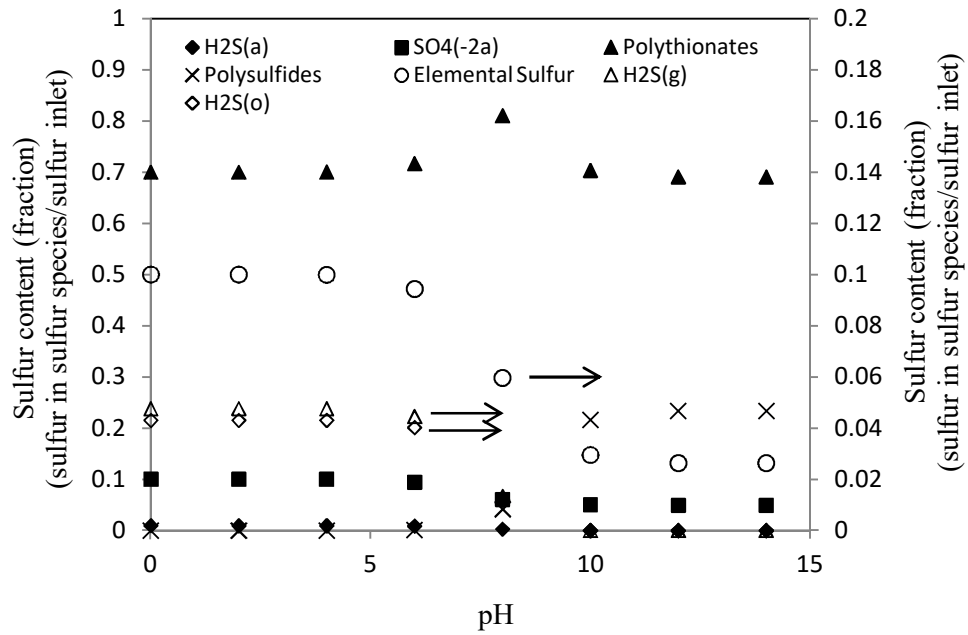 Sulfur content (fraction)
(sulfur in sulfur species/sulfur inlet)
1
0.9
0.8
0.7
0.6
0.5
0.4
0.3
0.2
0.1
0
H2S(a) SO4(-2a) Polythionates
Polysulfides Elemental Sulfur H2S(g)
H2S(o)
0.2
0.18
0.16
0.14
0.12
0.1
0.08
0.06
0.04
0.02
0
Sulfur content (fraction)
(sulfur in sulfur species/sulfur inlet)
0 5 10 15
pH